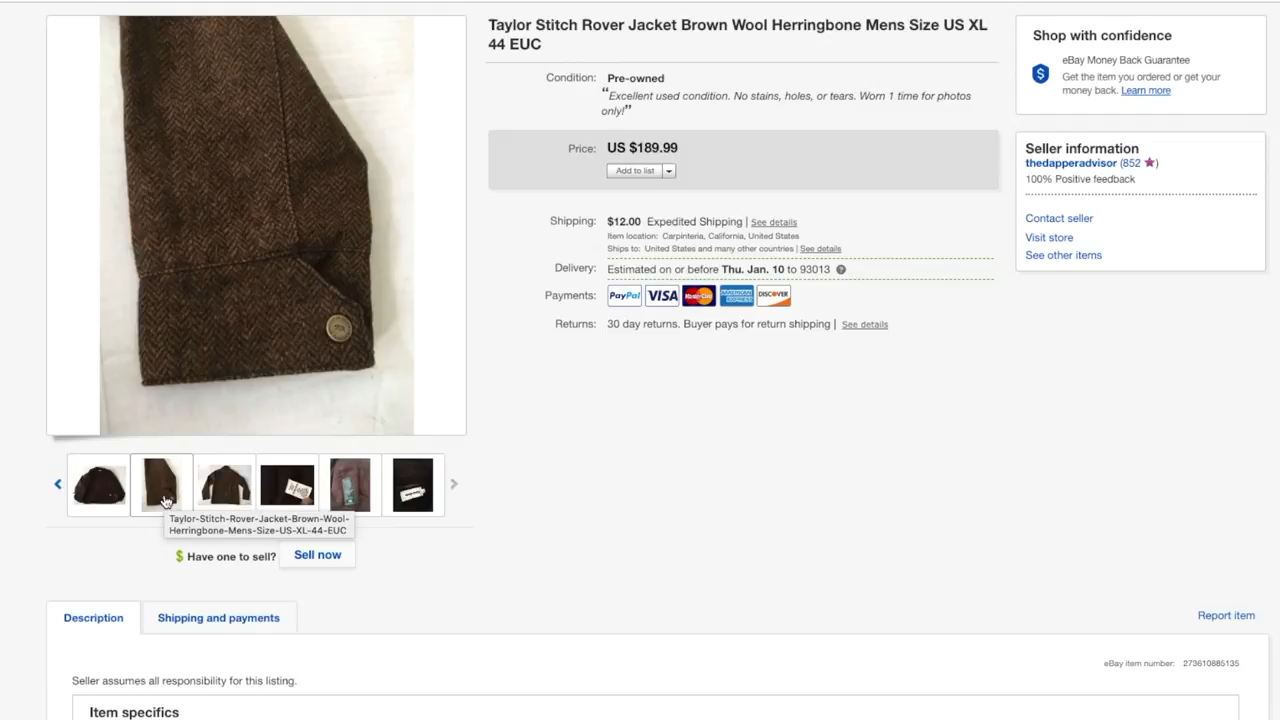 Taylor Stitch Rover Jacket Brown Wool Herringbone Mens Size US XL
44 EUC
Condition: Pre-owned
"Excellent used condition. No stains, holes, or tears. Worn 1 time for photos
only!"
Price: US $189.99
Add to list
Shipping: $12.00 Expedited Shipping | See details
Item location: Carpinteria, California, United States
Ships to: United States and many other countries | See details
Delivery: Estimated on or before Thu. Jan. 10 to 93013
Payments: PayPal VISA MasterCard AMERICAN EXPRESS DISCOVER
Returns: 30 day returns. Buyer pays for return shipping | See details
Shop with confidence
eBay Money Back Guarantee
Get the item you ordered or get your
money back. Learn more
Seller information
thedapperadvisor (852 ★)
100% Positive feedback
Contact seller
Visit store
See other items
Taylor-Stitch-Rover-Jacket-Brown-Wool-
Herringbone-Mens-Size-US-XL-44-EUC
Have one to sell? Sell now
Description
Shipping and payments
Report item
eBay item number: 273610885135
Seller assumes all responsibility for this listing.
Item specifics